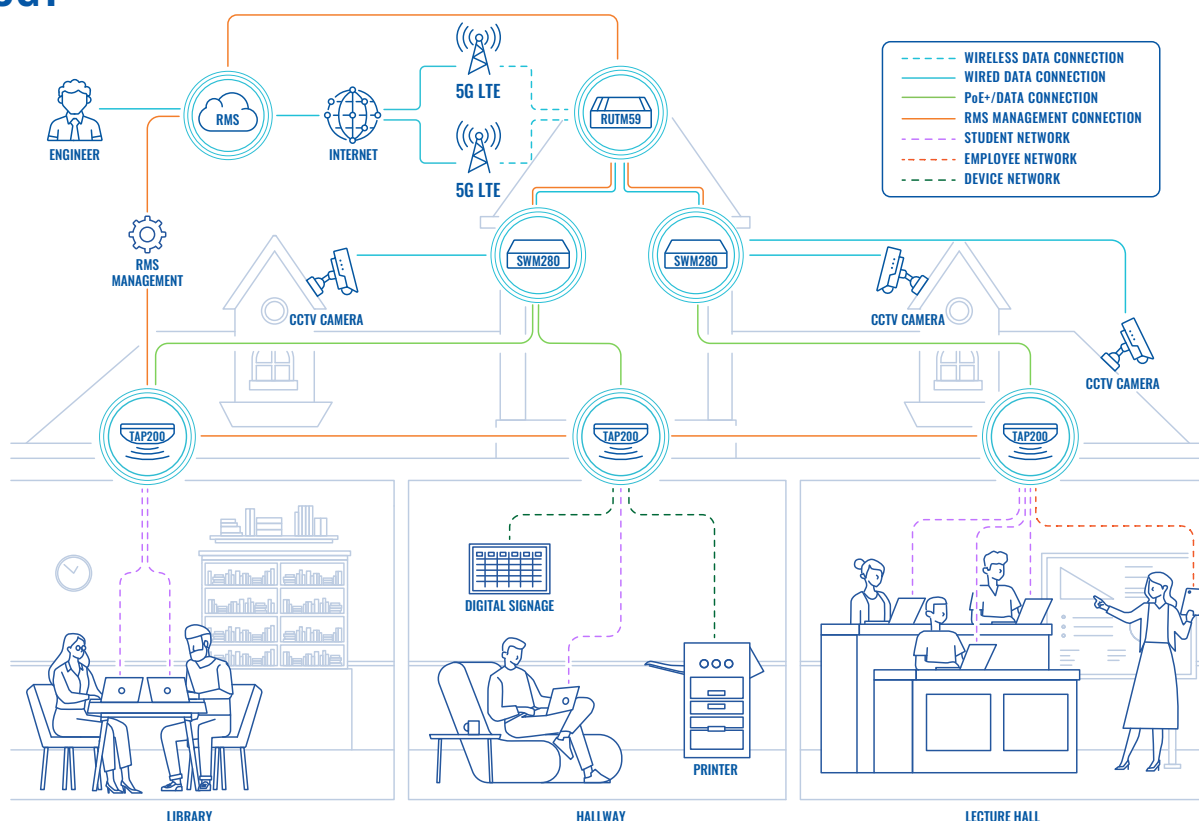 5G LTE
WIRELESS DATA CONNECTION
WIRED DATA CONNECTION
PoE+/DATA CONNECTION
RMS MANAGEMENT CONNECTION
STUDENT NETWORK
EMPLOYEE NETWORK
DEVICE NETWORK
RMS
RUTM59
ENGINEER
INTERNET
5G LTE
RMS
MANAGEMENT
SWM280
SWM280
CCTV CAMERA
CCTV CAMERA
CCTV CAMERA
TAP200
TAP200
TAP200
DIGITAL SIGNAGE
PRINTER
LIBRARY
HALLWAY
LECTURE HALL